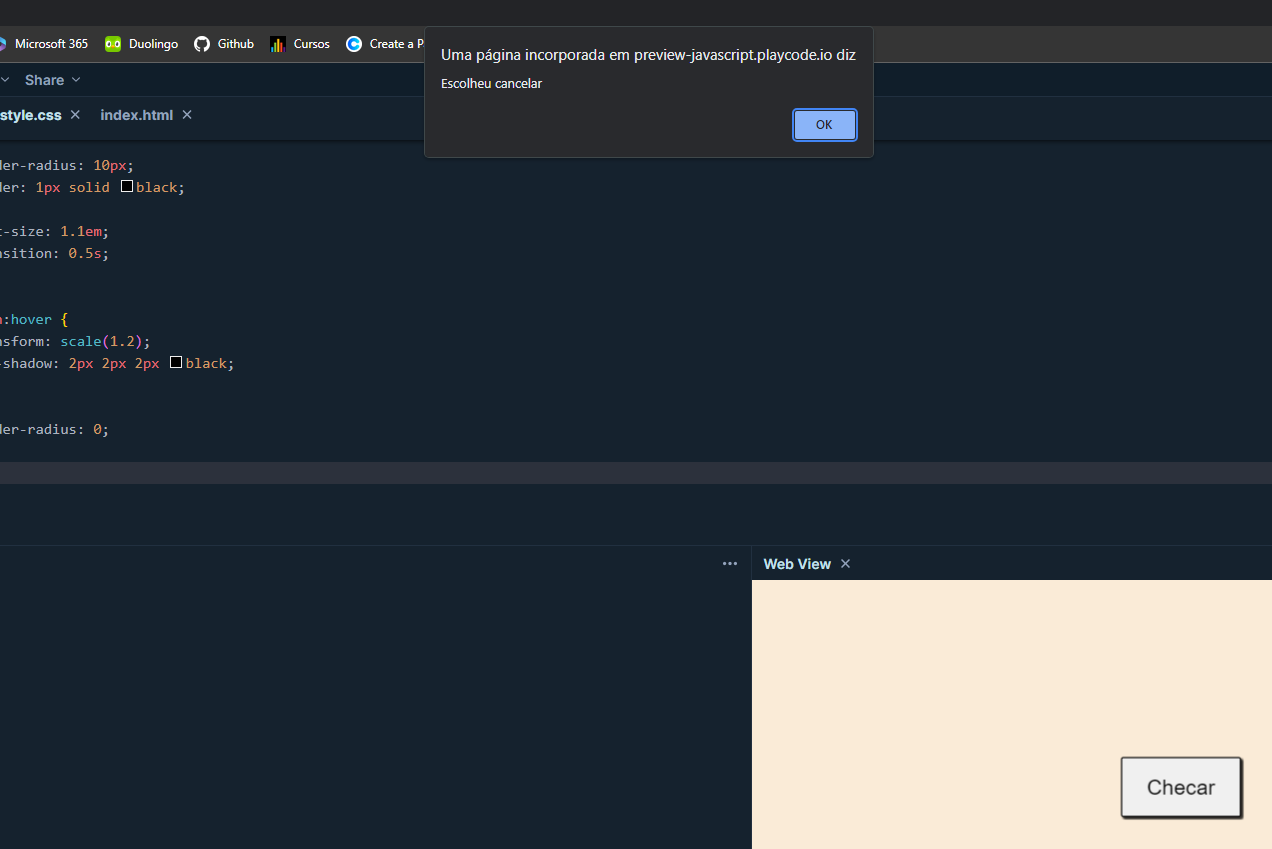 Microsoft 365 Duolingo Github Cursos Create a P
Uma página incorporada em preview-javascript.playcode.io diz
Escolheu cancelar
OK
Share
style.css index.html
der-radius: 10px;
der: 1px solid black;
t-size: 1.1em;
nsition: 0.5s;
n:hover {
nsform: scale(1.2);
-shadow: 2px 2px 2px black;
der-radius: 0;
Web View
Checar